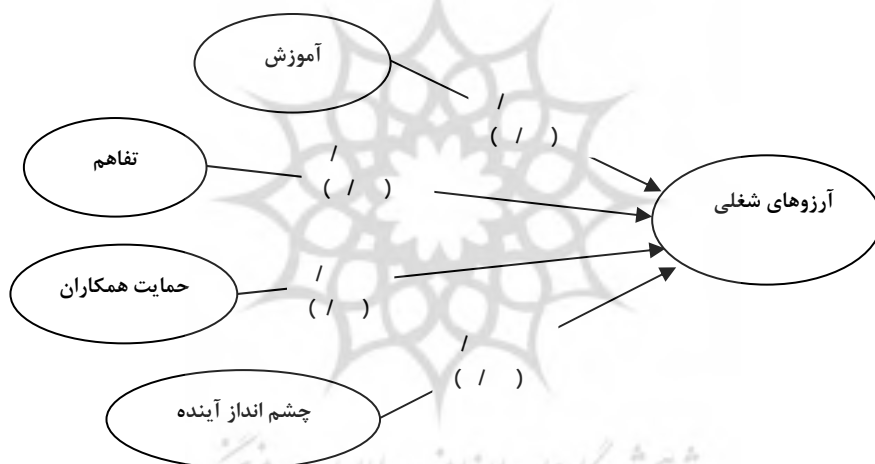 آموزش
/
( / )
تفاهم
/
( / )
آرزوهای شغلی
حمایت همکاران
/
( / )
/
( / )
چشم انداز آینده